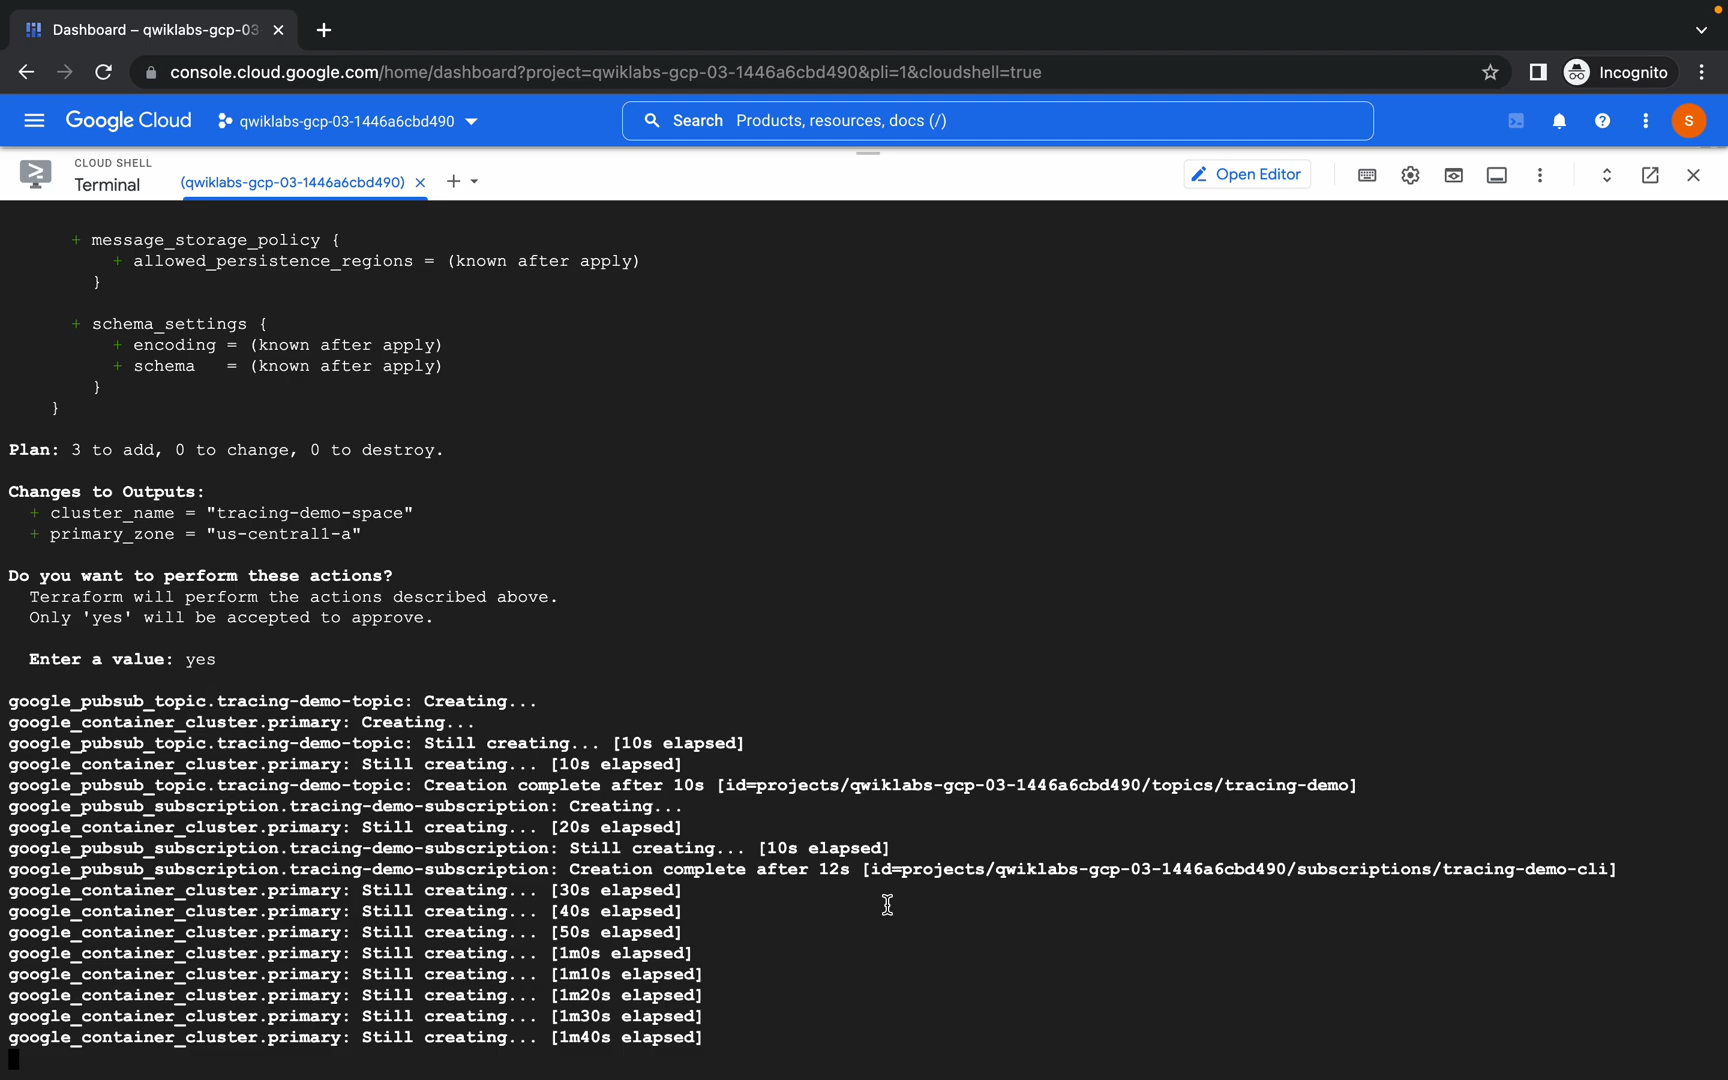 Dashboard – qwiklabs-gcp-03
console.cloud.google.com/home/dashboard?project=qwiklabs-gcp-03-1446a6cbd490&pli=1&cloudshell=true
Incognito
Google Cloud
qwiklabs-gcp-03-1446a6cbd490
Search Products, resources, docs (/)
S
CLOUD SHELL
Terminal
(qwiklabs-gcp-03-1446a6cbd490)
Open Editor
+ message_storage_policy {
+ allowed_persistence_regions = (known after apply)
}
+ schema_settings {
+ encoding = (known after apply)
+ schema   = (known after apply)
}
}
Plan: 3 to add, 0 to change, 0 to destroy.
Changes to Outputs:
+ cluster_name = "tracing-demo-space"
+ primary_zone = "us-central1-a"
Do you want to perform these actions?
Terraform will perform the actions described above.
Only 'yes' will be accepted to approve.
Enter a value: yes
google_pubsub_topic.tracing-demo-topic: Creating...
google_container_cluster.primary: Creating...
google_pubsub_topic.tracing-demo-topic: Still creating... [10s elapsed]
google_container_cluster.primary: Still creating... [10s elapsed]
google_pubsub_topic.tracing-demo-topic: Creation complete after 10s [id=projects/qwiklabs-gcp-03-1446a6cbd490/topics/tracing-demo]
google_pubsub_subscription.tracing-demo-subscription: Creating...
google_container_cluster.primary: Still creating... [20s elapsed]
google_pubsub_subscription.tracing-demo-subscription: Still creating... [10s elapsed]
google_pubsub_subscription.tracing-demo-subscription: Creation complete after 12s [id=projects/qwiklabs-gcp-03-1446a6cbd490/subscriptions/tracing-demo-cli]
google_container_cluster.primary: Still creating... [30s elapsed]
google_container_cluster.primary: Still creating... [40s elapsed]
google_container_cluster.primary: Still creating... [50s elapsed]
google_container_cluster.primary: Still creating... [1m0s elapsed]
google_container_cluster.primary: Still creating... [1m10s elapsed]
google_container_cluster.primary: Still creating... [1m20s elapsed]
google_container_cluster.primary: Still creating... [1m30s elapsed]
google_container_cluster.primary: Still creating... [1m40s elapsed]